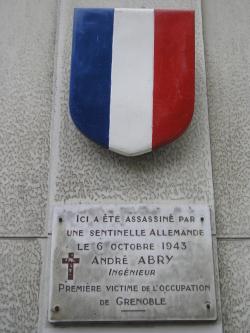 ICI A ÉTÉ ASSASSINÉ PAR
UNE SENTINELLE ALLEMANDE
LE 6 OCTOBRE 1943
ANDRÉ ABRY
INGÉNIEUR
PREMIÈRE VICTIME DE L'OCCUPATION
DE GRENOBLE